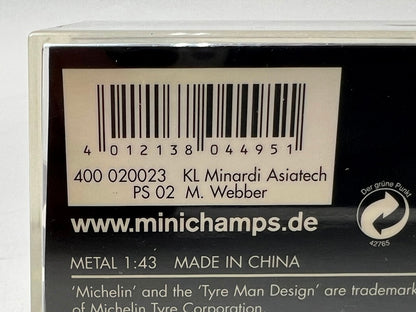 4 012138 044951
400 020023 KL Minardi Asiatech
PS 02 M. Webber
www.minichamps.de
Der grüne Punkt
42765
METAL 1:43 MADE IN CHINA
'Michelin' and the 'Tyre Man Design' are trademark
of Michelin Tyre Corporation.